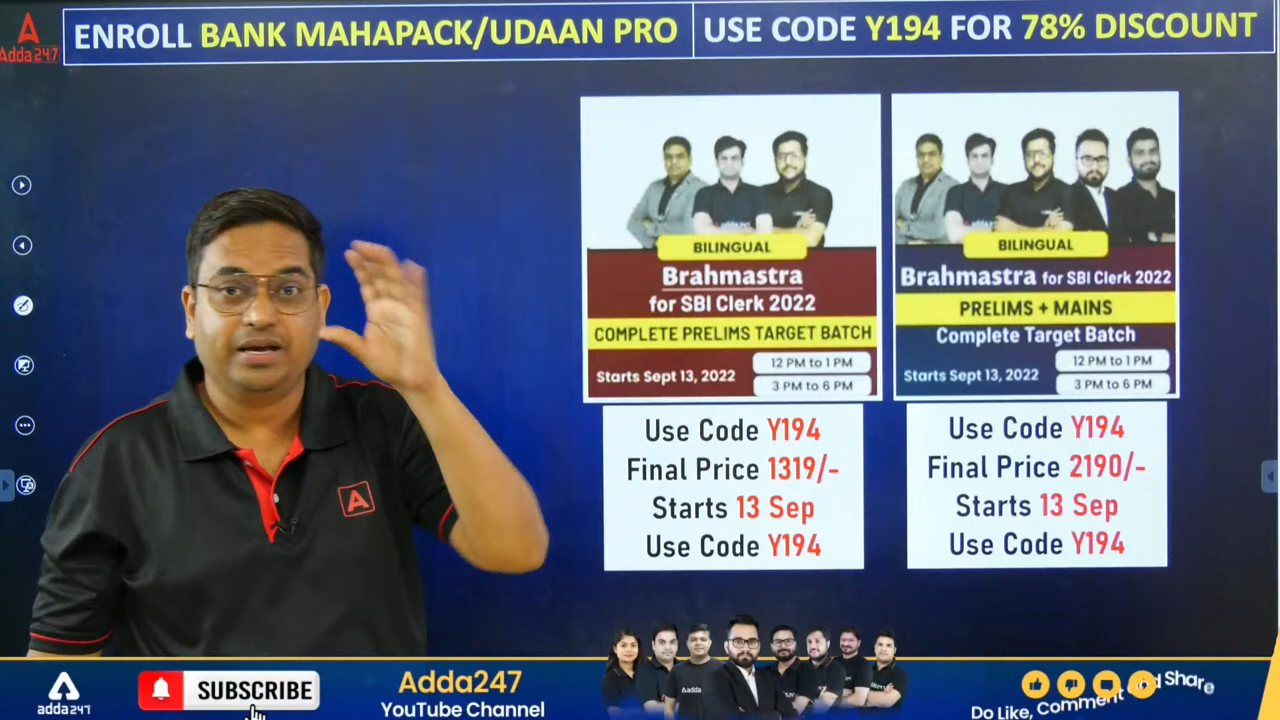 ENROLL BANK MAHAPACK/UDAAN PRO
USE CODE Y194 FOR 78% DISCOUNT
Adda247
BILINGUAL
Brahmastra
for SBI Clerk 2022
COMPLETE PRELIMS TARGET BATCH
Starts Sept 13, 2022
12 PM to 1 PM
3 PM to 6 PM
Use Code Y194
Final Price 1319/-
Starts 13 Sep
Use Code Y194
BILINGUAL
Brahmastra for SBI Clerk 2022
PRELIMS + MAINS
Complete Target Batch
Starts Sept 13, 2022
12 PM to 1 PM
3 PM to 6 PM
Use Code Y194
Final Price 2190/-
Starts 13 Sep
Use Code Y194
A
adda247
SUBSCRIBE
Adda247
YouTube Channel
Do Like, Comment and Share